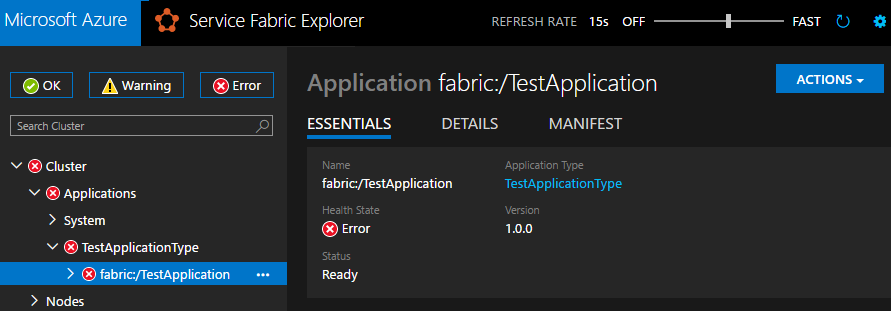 Microsoft Azure
Service Fabric Explorer
REFRESH RATE 15s OFF FAST
OK
Warning
Error
Search Cluster
Cluster
Applications
System
TestApplicationType
fabric:/TestApplication
Nodes
Application fabric:/TestApplication
ACTIONS
ESSENTIALS DETAILS MANIFEST
Name
fabric:/TestApplication
Application Type
TestApplicationType
Health State
Error
Version
1.0.0
Status
Ready